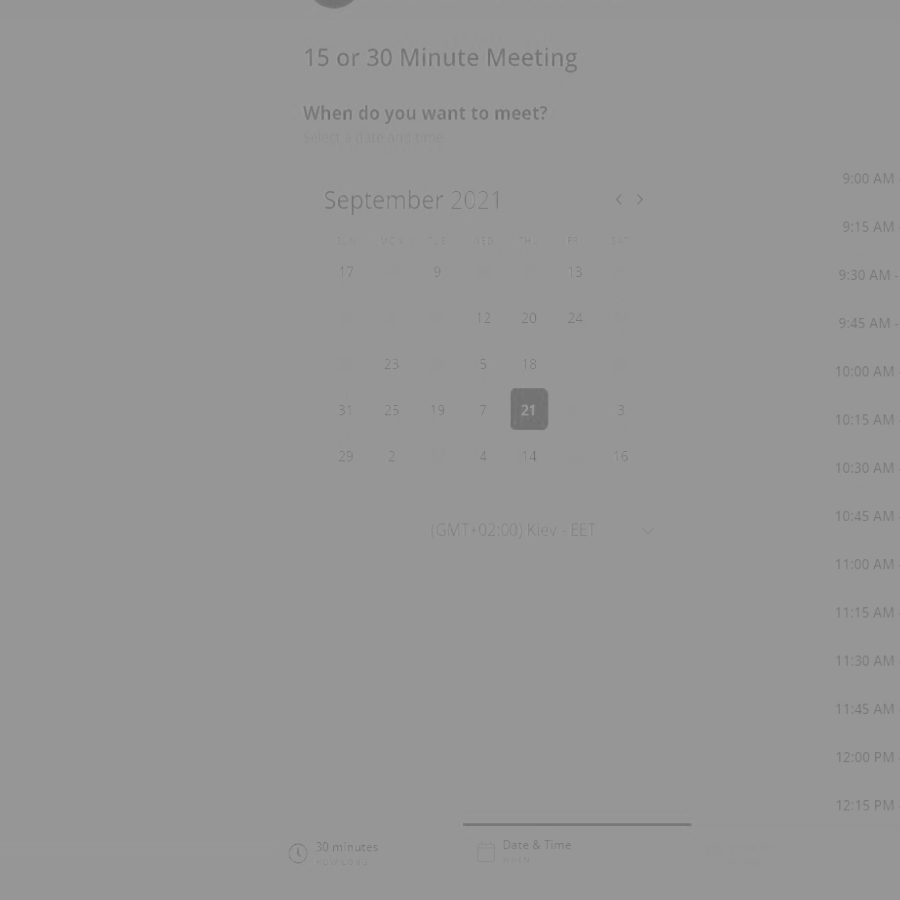 15 or 30 Minute Meeting
When do you want to meet?
Select a date and time
September 2021
SUN MON TUE WED THU FRI SAT
17 9 13
12 20 24
23 5 18
31 25 19 7 21 3
29 2 4 14 16
(GMT+02:00) Kiev - EET
9:00 AM -
9:15 AM -
9:30 AM -
9:45 AM -
10:00 AM
10:15 AM
10:30 AM
10:45 AM
11:00 AM
11:15 AM
11:30 AM
11:45 AM
12:00 PM
12:15 PM
30 minutes
HOW LONG
Date & Time
WHEN